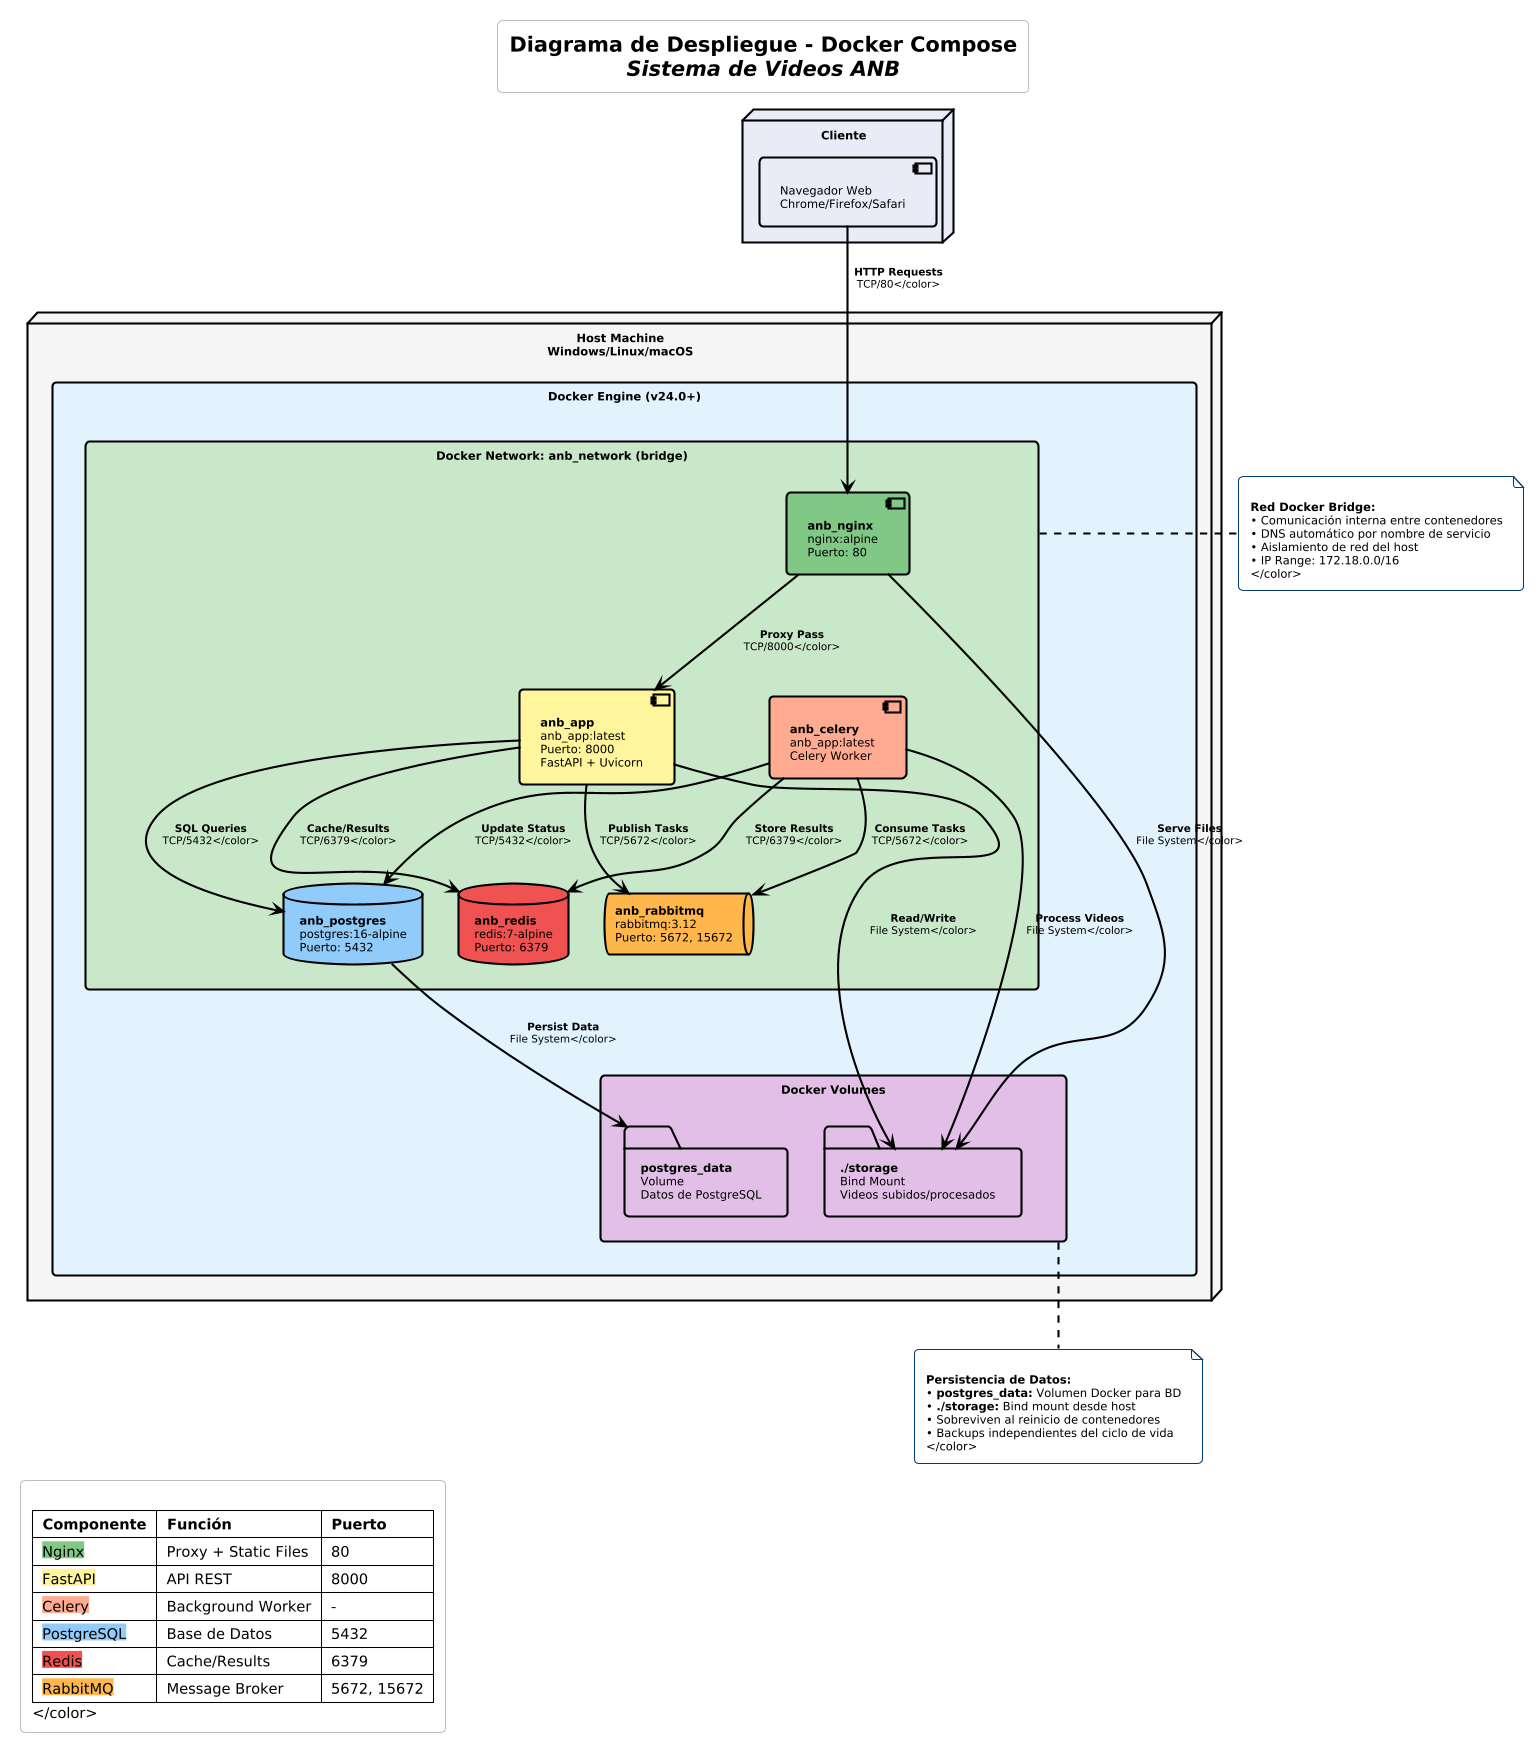 Diagrama de Despliegue - Docker Compose
Sistema de Videos ANB
Cliente
Navegador Web
Chrome/Firefox/Safari
HTTP Requests
TCP/80</color>
Host Machine
Windows/Linux/macOS
Docker Engine (v24.0+)
Docker Network: anb_network (bridge)
anb_nginx
nginx:alpine
Puerto: 80
Red Docker Bridge:
• Comunicación interna entre contenedores
• DNS automático por nombre de servicio
• Aislamiento de red del host
• IP Range: 172.18.0.0/16
</color>
Proxy Pass
TCP/8000</color>
anb_app
anb_app:latest
Puerto: 8000
FastAPI + Uvicorn
anb_celery
anb_app:latest
Celery Worker
SQL Queries
TCP/5432</color>
Cache/Results
TCP/6379</color>
Update Status
TCP/5432</color>
Publish Tasks
TCP/5672</color>
Store Results
TCP/6379</color>
Consume Tasks
TCP/5672</color>
Serve Files
File System</color>
anb_postgres
postgres:16-alpine
Puerto: 5432
anb_redis
redis:7-alpine
Puerto: 6379
anb_rabbitmq
rabbitmq:3.12
Puerto: 5672, 15672
Read/Write
File System</color>
Process Videos
File System</color>
Persist Data
File System</color>
Docker Volumes
postgres_data
Volume
Datos de PostgreSQL
./storage
Bind Mount
Videos subidos/procesados
Persistencia de Datos:
• postgres_data: Volumen Docker para BD
• ./storage: Bind mount desde host
• Sobreviven al reinicio de contenedores
• Backups independientes del ciclo de vida
</color>
Componente Función Puerto
Nginx Proxy + Static Files 80
FastAPI API REST 8000
Celery Background Worker -
PostgreSQL Base de Datos 5432
Redis Cache/Results 6379
RabbitMQ Message Broker 5672, 15672
</color>